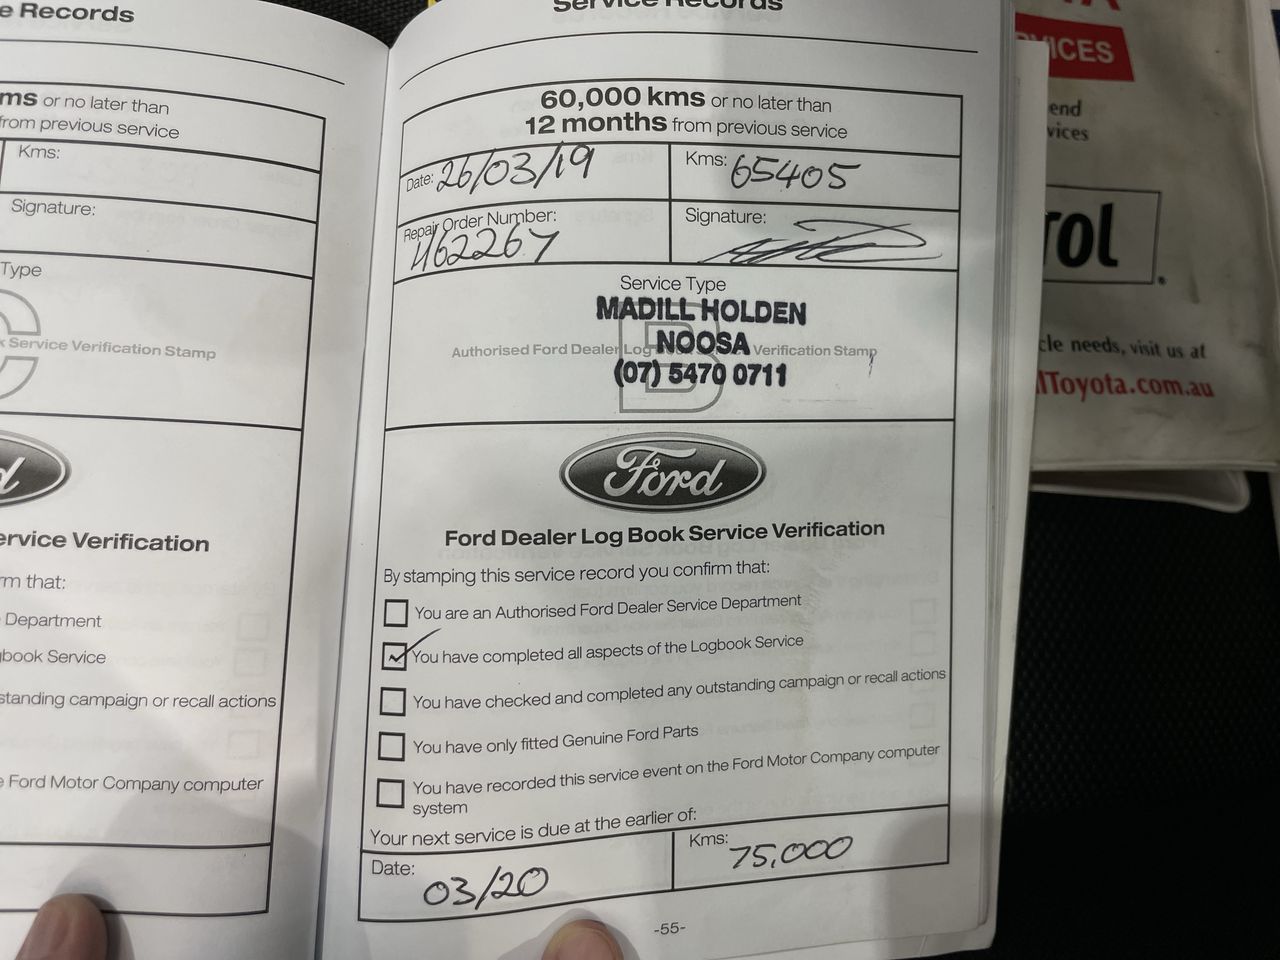 e Records
ms or no later than
from previous service
Kms:
Signature:
Type
Service Verification Stamp
ervice Verification
rm that:
Department
gbook Service
standing campaign or recall actions
e Ford Motor Company computer
Service Records
60,000 kms or no later than
12 months from previous service
Date: 26/03/19
Kms: 65405
Repair Order Number:
462267
Signature:
Service Type
MADILL HOLDEN
NOOSA
(07) 5470 0711
Authorised Ford Dealer Log Verification Stamp
B
Ford
Ford Dealer Log Book Service Verification
By stamping this service record you confirm that:
You are an Authorised Ford Dealer Service Department
You have completed all aspects of the Logbook Service
You have checked and completed any outstanding campaign or recall actions
You have only fitted Genuine Ford Parts
You have recorded this service event on the Ford Motor Company computer
system
Your next service is due at the earlier of:
Date: 03/20
Kms: 75,000
-55-
VICES
end
vices
rol
cle needs, visit us at
lToyota.com.au